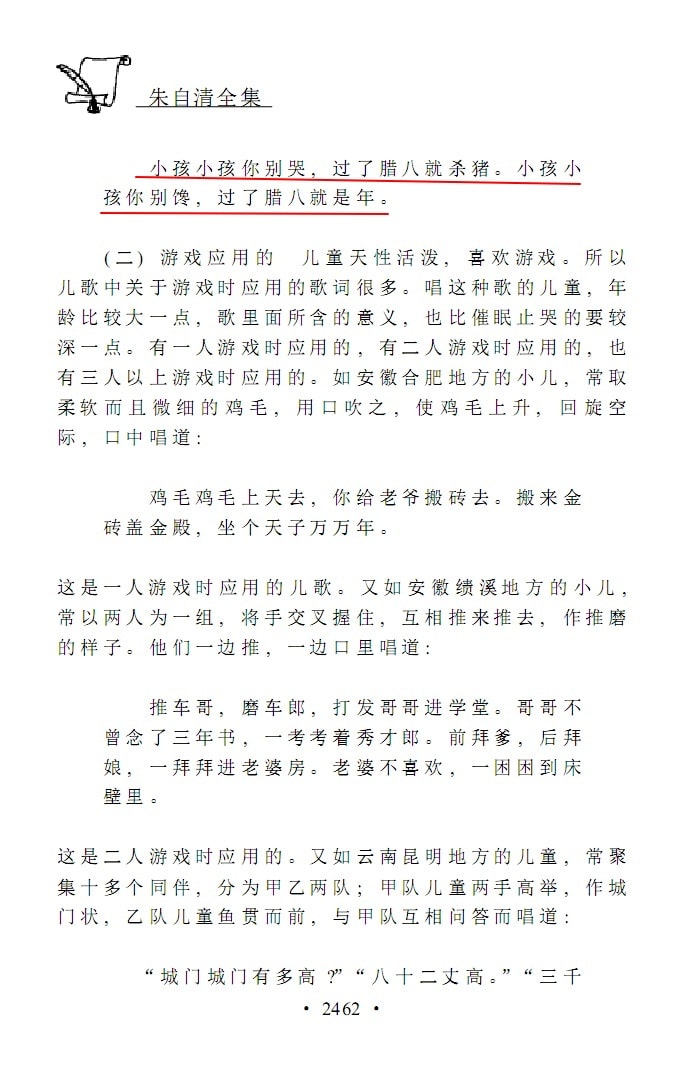 朱自清全集
小孩小孩你别哭，过了腊八就杀猪。小孩小
孩你别馋，过了腊八就是年。
(二) 游戏应用的　儿童天性活泼，喜欢游戏。所以
儿歌中关于游戏时应用的歌词很多。唱这种歌的儿童，年
龄比较大一点，歌里面所含的意义，也比催眠止哭的要较
深一点。有一人游戏时应用的，有二人游戏时应用的，也
有三人以上游戏时应用的。如安徽合肥地方的小儿，常取
柔软而且微细的鸡毛，用口吹之，使鸡毛上升，回旋空
际，口中唱道：
鸡毛鸡毛上天去，你给老爷搬砖去。搬来金
砖盖金殿，坐个天子万万年。
这是一人游戏时应用的儿歌。又如安徽绩溪地方的小儿，
常以两人为一组，将手交叉握住，互相推来推去，作推磨
的样子。他们一边推，一边口里唱道：
推车哥，磨车郎，打发哥哥进学堂。哥哥不
曾念了三年书，一考考着秀才郎。前拜爹，后拜
娘，一拜拜进老婆房。老婆不喜欢，一困困到床
壁里。
这是二人游戏时应用的。又如云南昆明地方的儿童，常聚
集十多个同伴，分为甲乙两队；甲队儿童两手高举，作城
门状，乙队儿童鱼贯而前，与甲队互相问答而唱道：
“城门城门有多高？”“八十二丈高。”“三千
· 2462 ·